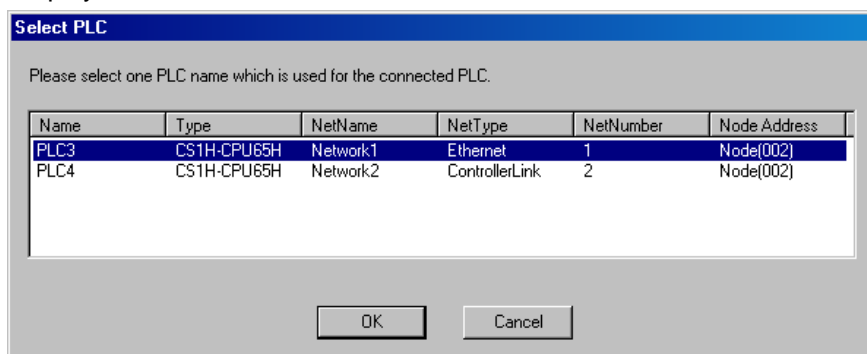 Select PLC
Please select one PLC name which is used for the connected PLC.
Name Type NetName NetType NetNumber Node Address
PLC3 CS1H-CPU65H Network1 Ethernet 1 Node(002)
PLC4 CS1H-CPU65H Network2 ControllerLink 2 Node(002)
OK Cancel